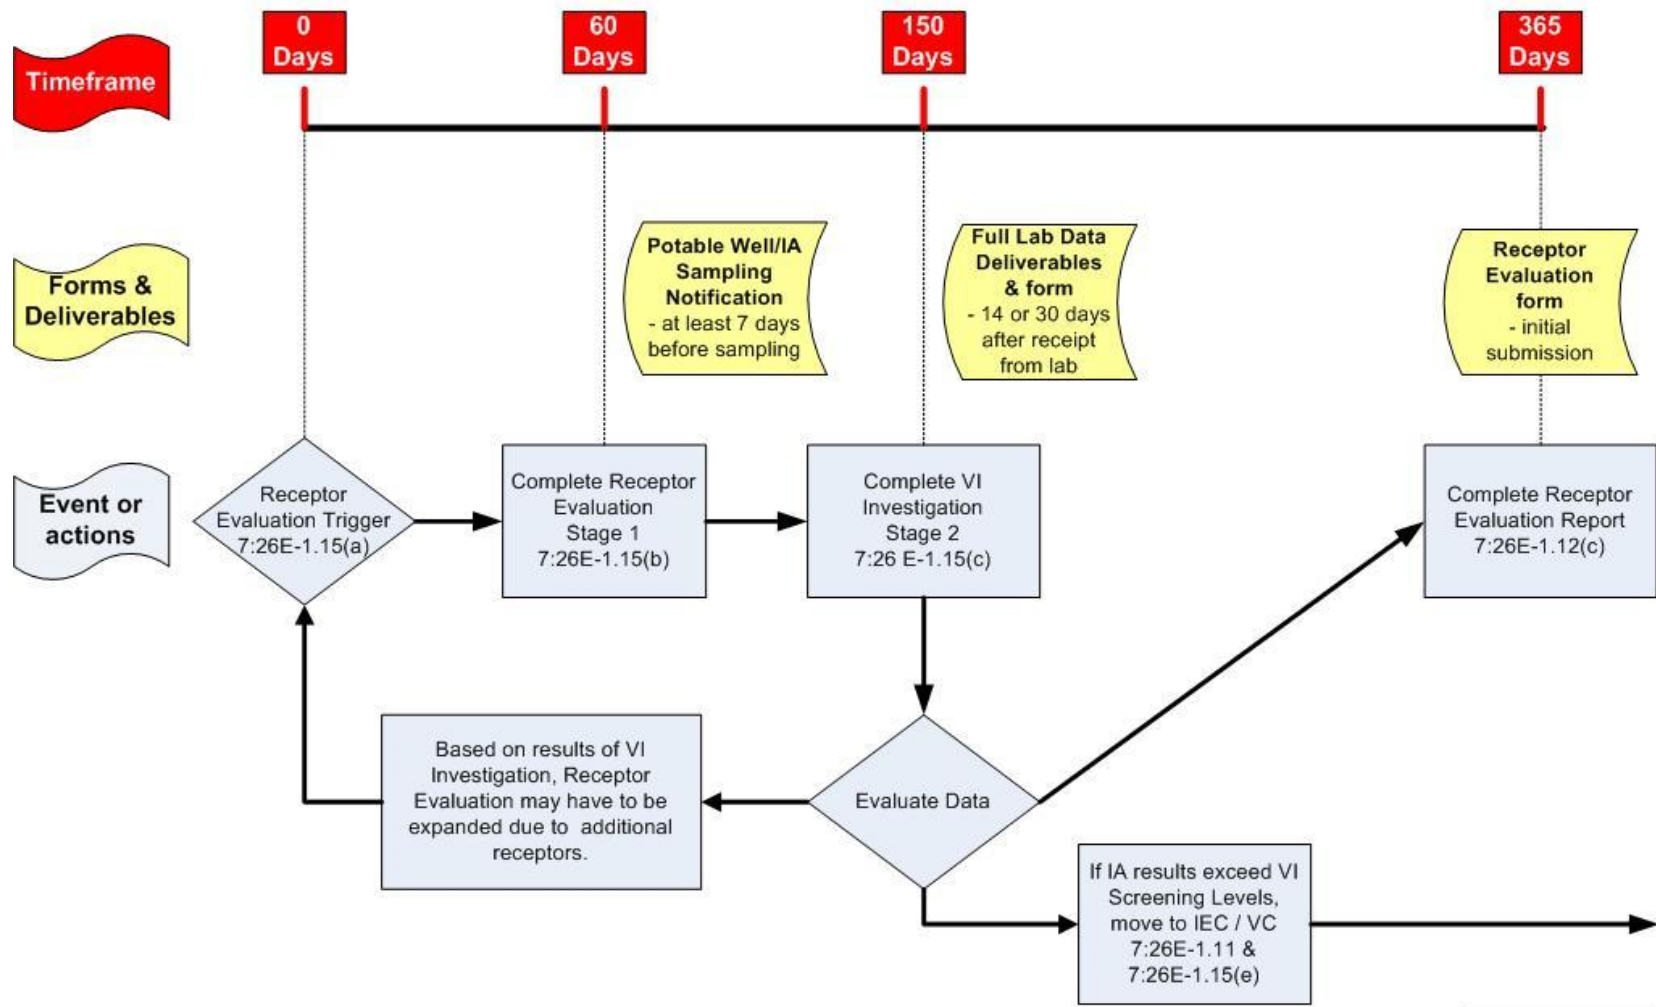 0
Days
60
Days
150
Days
365
Days
Timeframe
Forms &
Deliverables
Potable Well/IA
Sampling
Notification
- at least 7 days
before sampling
Full Lab Data
Deliverables
& form
- 14 or 30 days
after receipt
from lab
Receptor
Evaluation
form
- initial
submission
Event or
actions
Receptor
Evaluation Trigger
7:26E-1.15(a)
Complete Receptor
Evaluation
Stage 1
7:26E-1.15(b)
Complete VI
Investigation
Stage 2
7:26 E-1.15(c)
Complete Receptor
Evaluation Report
7:26E-1.12(c)
Based on results of VI
Investigation, Receptor
Evaluation may have to be
expanded due to  additional
receptors.
Evaluate Data
If IA results exceed VI
Screening Levels,
move to IEC / VC
7:26E-1.11 &
7:26E-1.15(e)